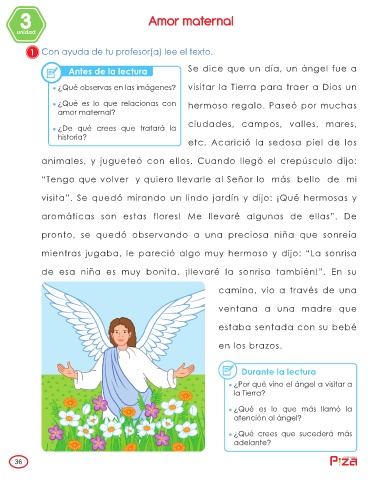 3
unidad
Amor maternal
1 Con ayuda de tu profesor(a) lee el texto.
Antes de la lectura
• ¿Qué observas en las imágenes?
• ¿Qué es lo que relacionas con
amor maternal?
• ¿De qué crees que tratará la
historia?
Se dice que un día, un ángel fue a
visitar la Tierra para traer a Dios un
hermoso regalo. Paseó por muchas
ciudades, campos, valles, mares,
etc. Acarició la sedosa piel de los
animales, y jugueteó con ellos. Cuando llegó el crepúsculo dijo:
“Tengo que volver y quiero llevarle al Señor lo más bello de mi
visita”. Se quedó mirando un lindo jardín y dijo: ¡Qué hermosas y
aromáticas son estas flores! Me llevaré algunas de ellas”. De
pronto, se quedó observando a una preciosa niña que sonreía
mientras jugaba, le pareció algo muy hermoso y dijo: “La sonrisa
de esa niña es muy bonita, ¡llevaré la sonrisa también!”. En su
camino, vio a través de una
ventana a una madre que
estaba sentada con su bebé
en los brazos.
Durante la lectura
• ¿Por qué vino el ángel a visitar a
la Tierra?
• ¿Qué es lo que más llamó la
atención al ángel?
• ¿Qué crees que sucederá más
adelante?
36